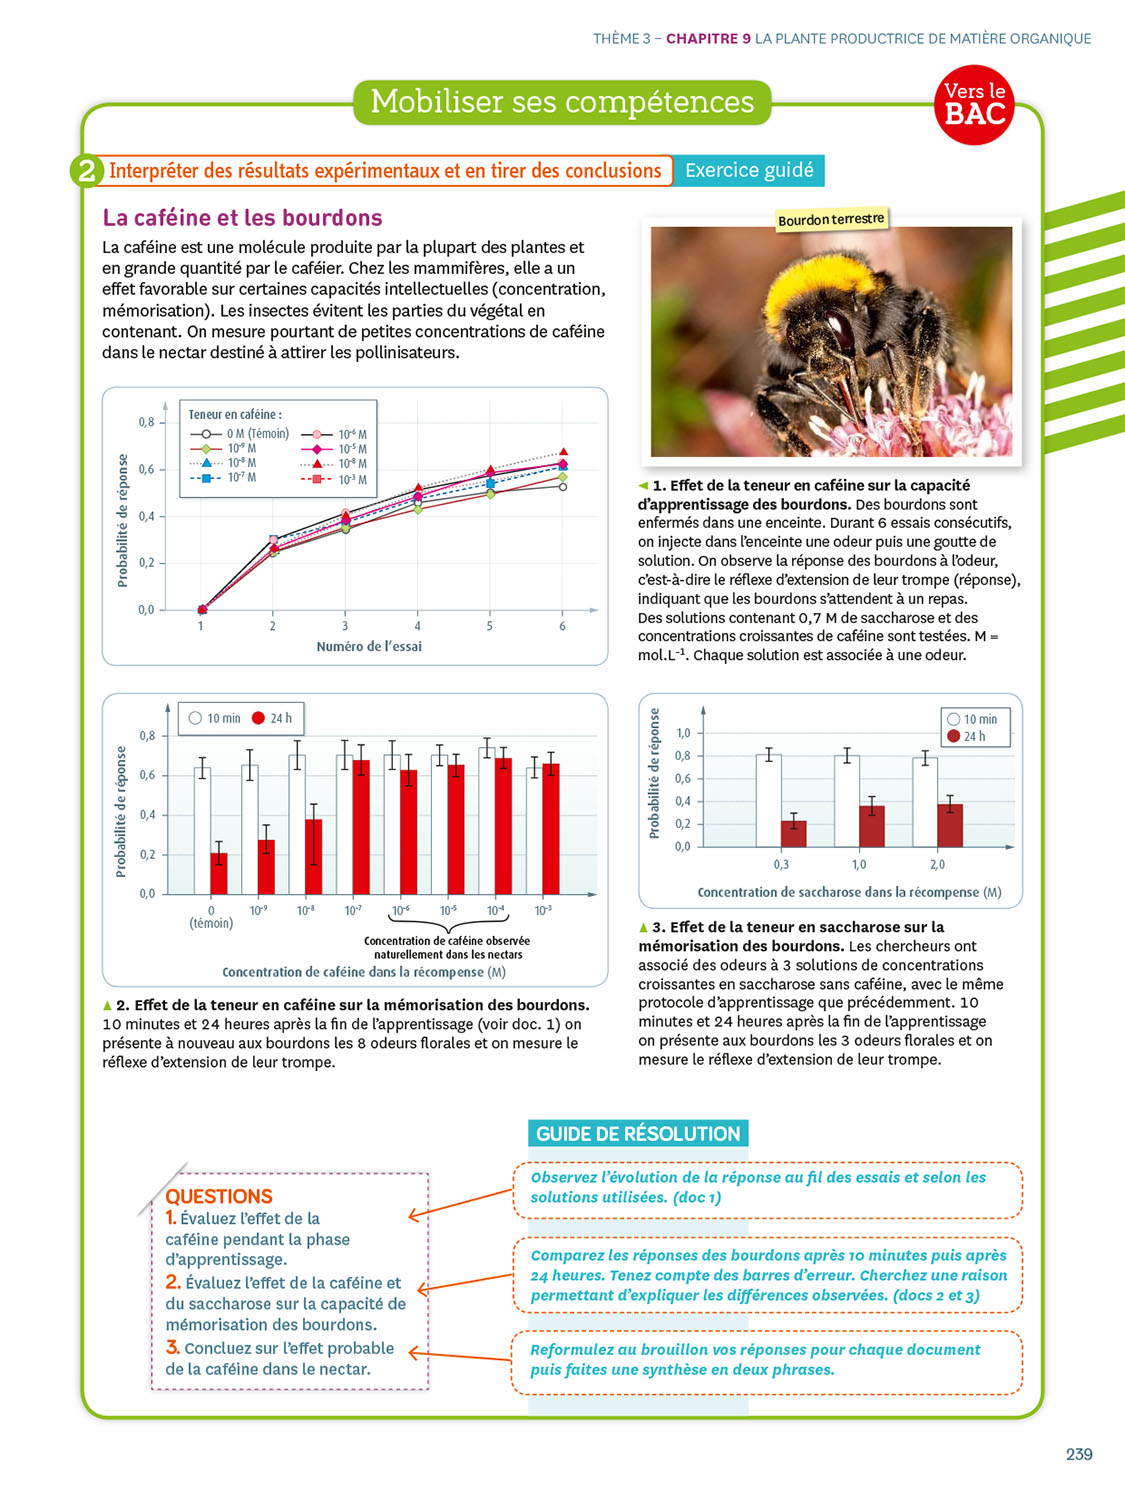 THÈME 3 – CHAPITRE 9 LA PLANTE PRODUCTRICE DE MATIÈRE ORGANIQUE
Mobiliser ses compétences
Vers le
BAC
2 Interpréter des résultats expérimentaux et en tirer des conclusions Exercice guidé
La caféine et les bourdons
La caféine est une molécule produite par la plupart des plantes et
en grande quantité par le caféier. Chez les mammifères, elle a un
effet favorable sur certaines capacités intellectuelles (concentration,
mémorisation). Les insectes évitent les parties du végétal en
contenant. On mesure pourtant de petites concentrations de caféine
dans le nectar destiné à attirer les pollinisateurs.
Bourdon terrestre
Probabilité de réponse
0,8
0,6
0,4
0,2
0,0
Teneur en caféine :
0 M (Témoin)
10⁻⁹ M
10⁻⁸ M
10⁻⁷ M
10⁻⁶ M
10⁻⁵ M
10⁻⁸ M
10⁻³ M
1 2 3 4 5 6
Numéro de l'essai
◄ 1. Effet de la teneur en caféine sur la capacité
d'apprentissage des bourdons. Des bourdons sont
enfermés dans une enceinte. Durant 6 essais consécutifs,
on injecte dans l'enceinte une odeur puis une goutte de
solution. On observe la réponse des bourdons à l'odeur,
c'est-à-dire le réflexe d'extension de leur trompe (réponse),
indiquant que les bourdons s'attendent à un repas.
Des solutions contenant 0,7 M de saccharose et des
concentrations croissantes de caféine sont testées. M =
mol.L⁻¹. Chaque solution est associée à une odeur.
Probabilité de réponse
10 min 24 h
0,8
0,6
0,4
0,2
0,0
0 10⁻⁹ 10⁻⁸ 10⁻⁷ 10⁻⁶ 10⁻⁵ 10⁻⁴ 10⁻³
(témoin)
Concentration de caféine observée
naturellement dans les nectars
Concentration de caféine dans la récompense (M)
▲ 2. Effet de la teneur en caféine sur la mémorisation des bourdons.
10 minutes et 24 heures après la fin de l'apprentissage (voir doc. 1) on
présente à nouveau aux bourdons les 8 odeurs florales et on mesure le
réflexe d'extension de leur trompe.
Probabilité de réponse
10 min
24 h
1,0
0,8
0,6
0,4
0,2
0,0
0,3 1,0 2,0
Concentration de saccharose dans la récompense (M)
▲ 3. Effet de la teneur en saccharose sur la
mémorisation des bourdons. Les chercheurs ont
associé des odeurs à 3 solutions de concentrations
croissantes en saccharose sans caféine, avec le même
protocole d'apprentissage que précédemment. 10
minutes et 24 heures après la fin de l'apprentissage
on présente aux bourdons les 3 odeurs florales et on
mesure le réflexe d'extension de leur trompe.
QUESTIONS
1. Évaluez l'effet de la
caféine pendant la phase
d'apprentissage.
2. Évaluez l'effet de la caféine et
du saccharose sur la capacité de
mémorisation des bourdons.
3. Concluez sur l'effet probable
de la caféine dans le nectar.
GUIDE DE RÉSOLUTION
Observez l'évolution de la réponse au fil des essais et selon les
solutions utilisées. (doc 1)
Comparez les réponses des bourdons après 10 minutes puis après
24 heures. Tenez compte des barres d'erreur. Cherchez une raison
permettant d'expliquer les différences observées. (docs 2 et 3)
Reformulez au brouillon vos réponses pour chaque document
puis faites une synthèse en deux phrases.
239